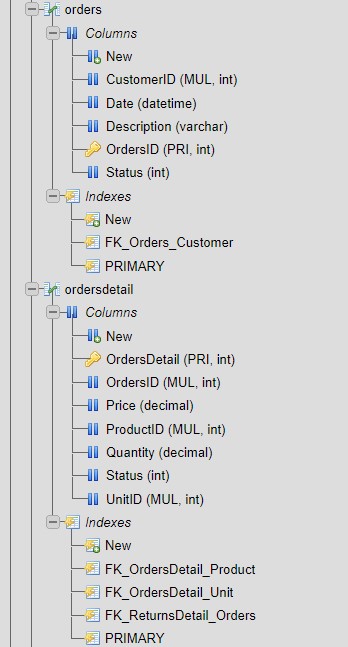 orders
Columns
New
CustomerID (MUL, int)
Date (datetime)
Description (varchar)
OrdersID (PRI, int)
Status (int)
Indexes
New
FK_Orders_Customer
PRIMARY
ordersdetail
Columns
New
OrdersDetail (PRI, int)
OrdersID (MUL, int)
Price (decimal)
ProductID (MUL, int)
Quantity (decimal)
Status (int)
UnitID (MUL, int)
Indexes
New
FK_OrdersDetail_Product
FK_OrdersDetail_Unit
FK_ReturnsDetail_Orders
PRIMARY